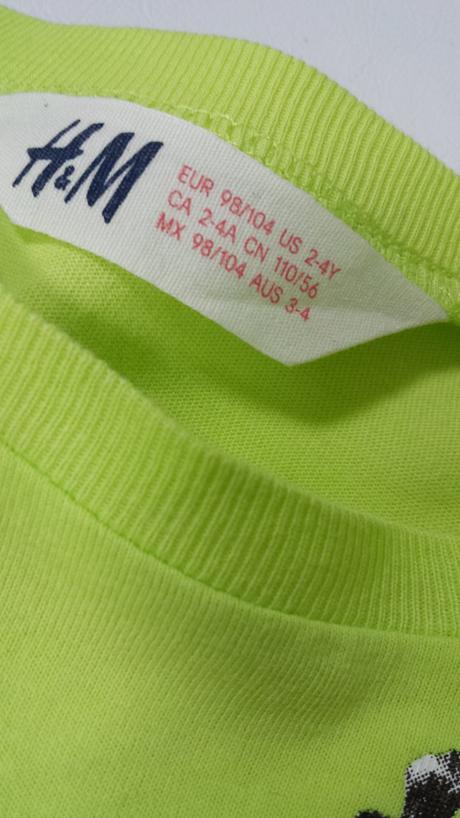 H&M
EUR 98/104 US 2-4Y
CA 2-4A CN 110/56
MX 98/104 AUS 3-4